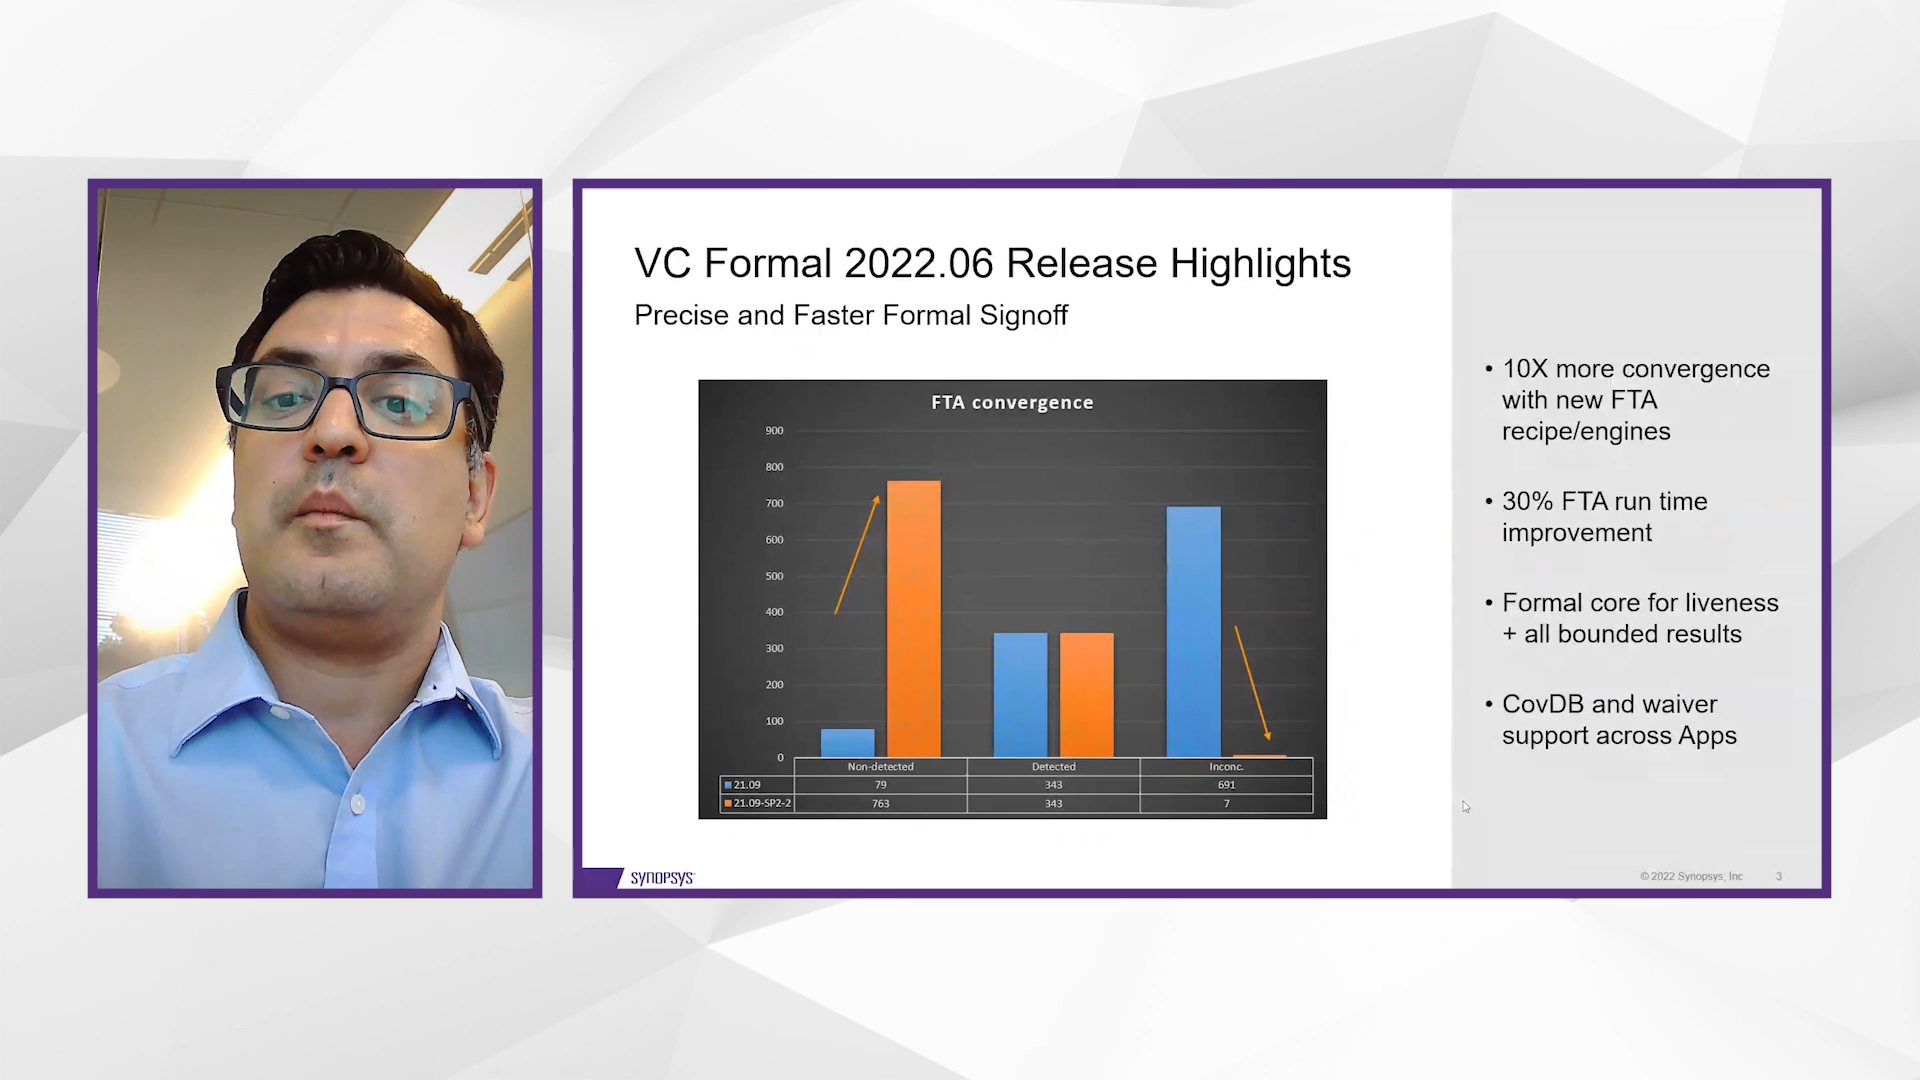 VC Formal 2022.06 Release Highlights
Precise and Faster Formal Signoff
FTA convergence
900
800
700
600
500
400
300
200
100
0
Non-detected Detected Inconc.
21.09 79 343 691
21.09-SP2-2 763 343 7
• 10X more convergence
with new FTA
recipe/engines
• 30% FTA run time
improvement
• Formal core for liveness
+ all bounded results
• CovDB and waiver
support across Apps
SYNOPSYS
© 2022 Synopsys, Inc 3